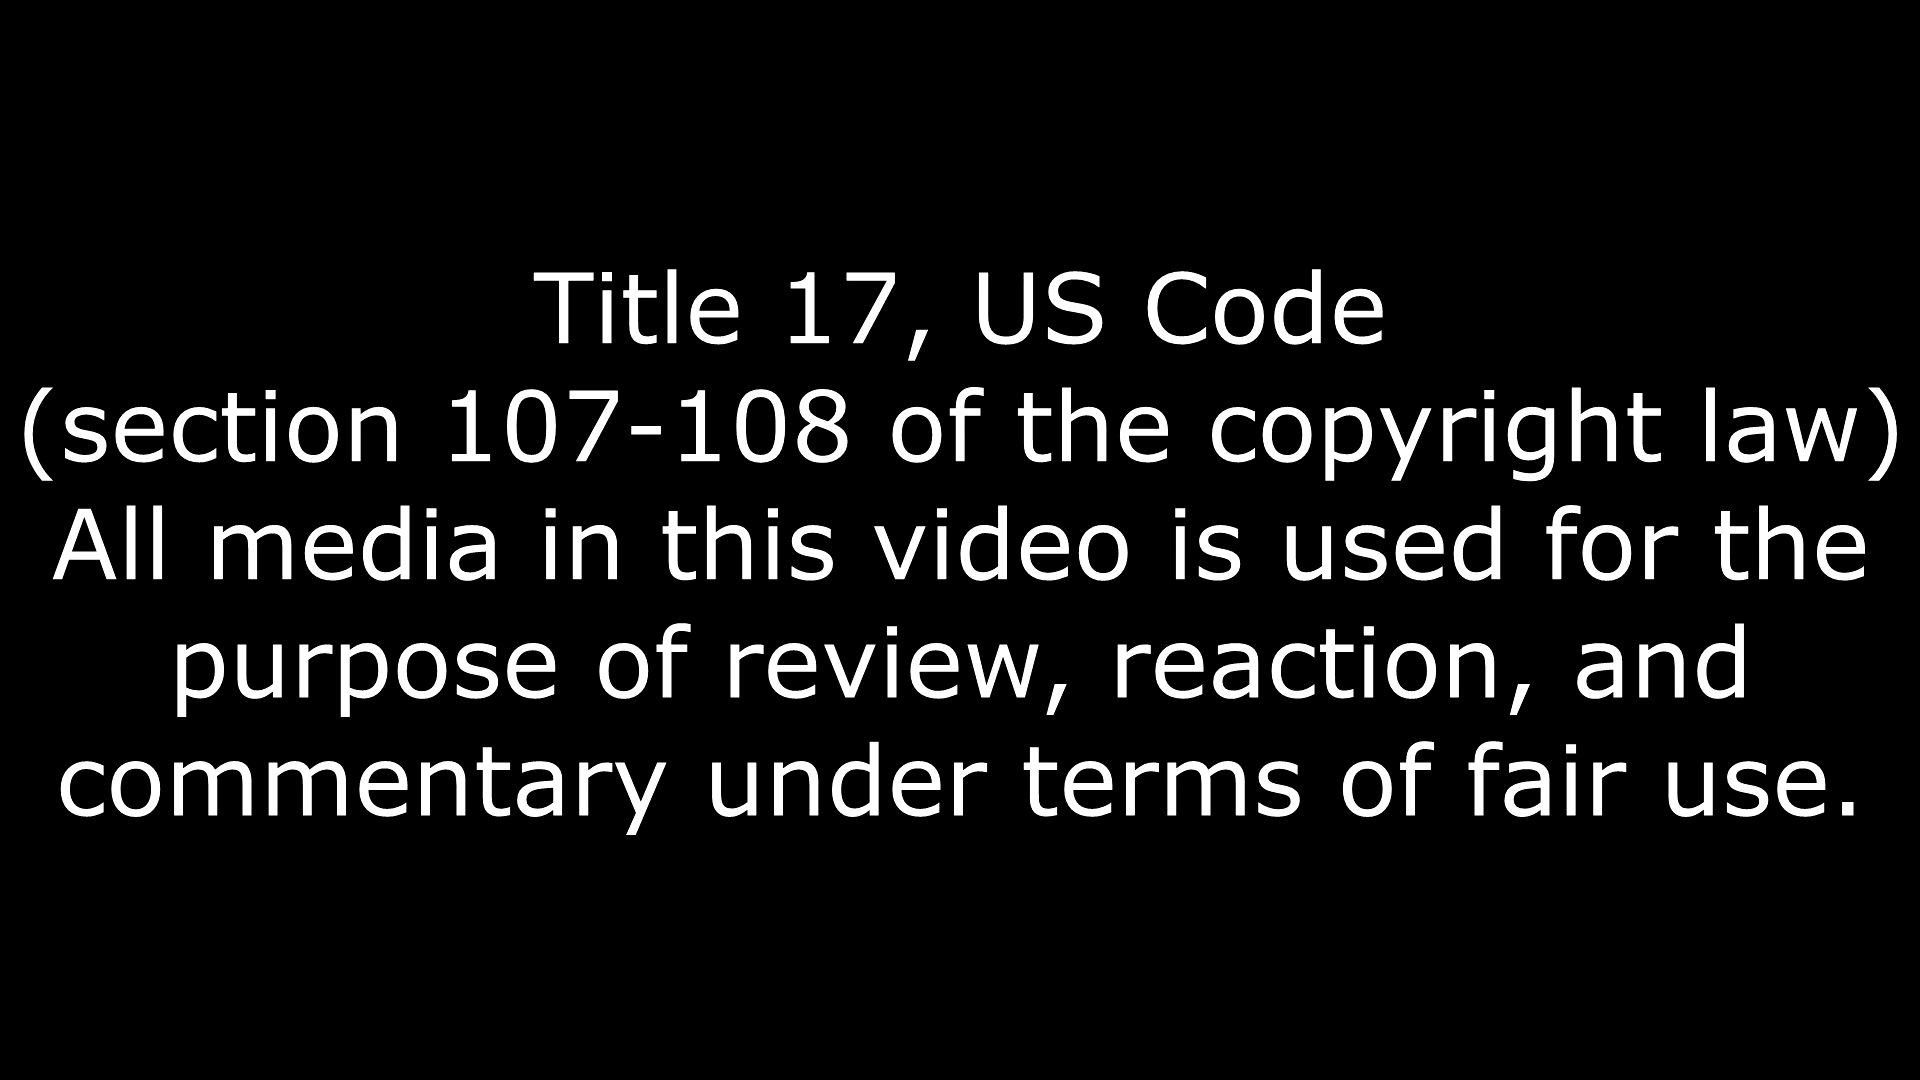 Title 17, US Code
(section 107-108 of the copyright law)
All media in this video is used for the
purpose of review, reaction, and
commentary under terms of fair use.